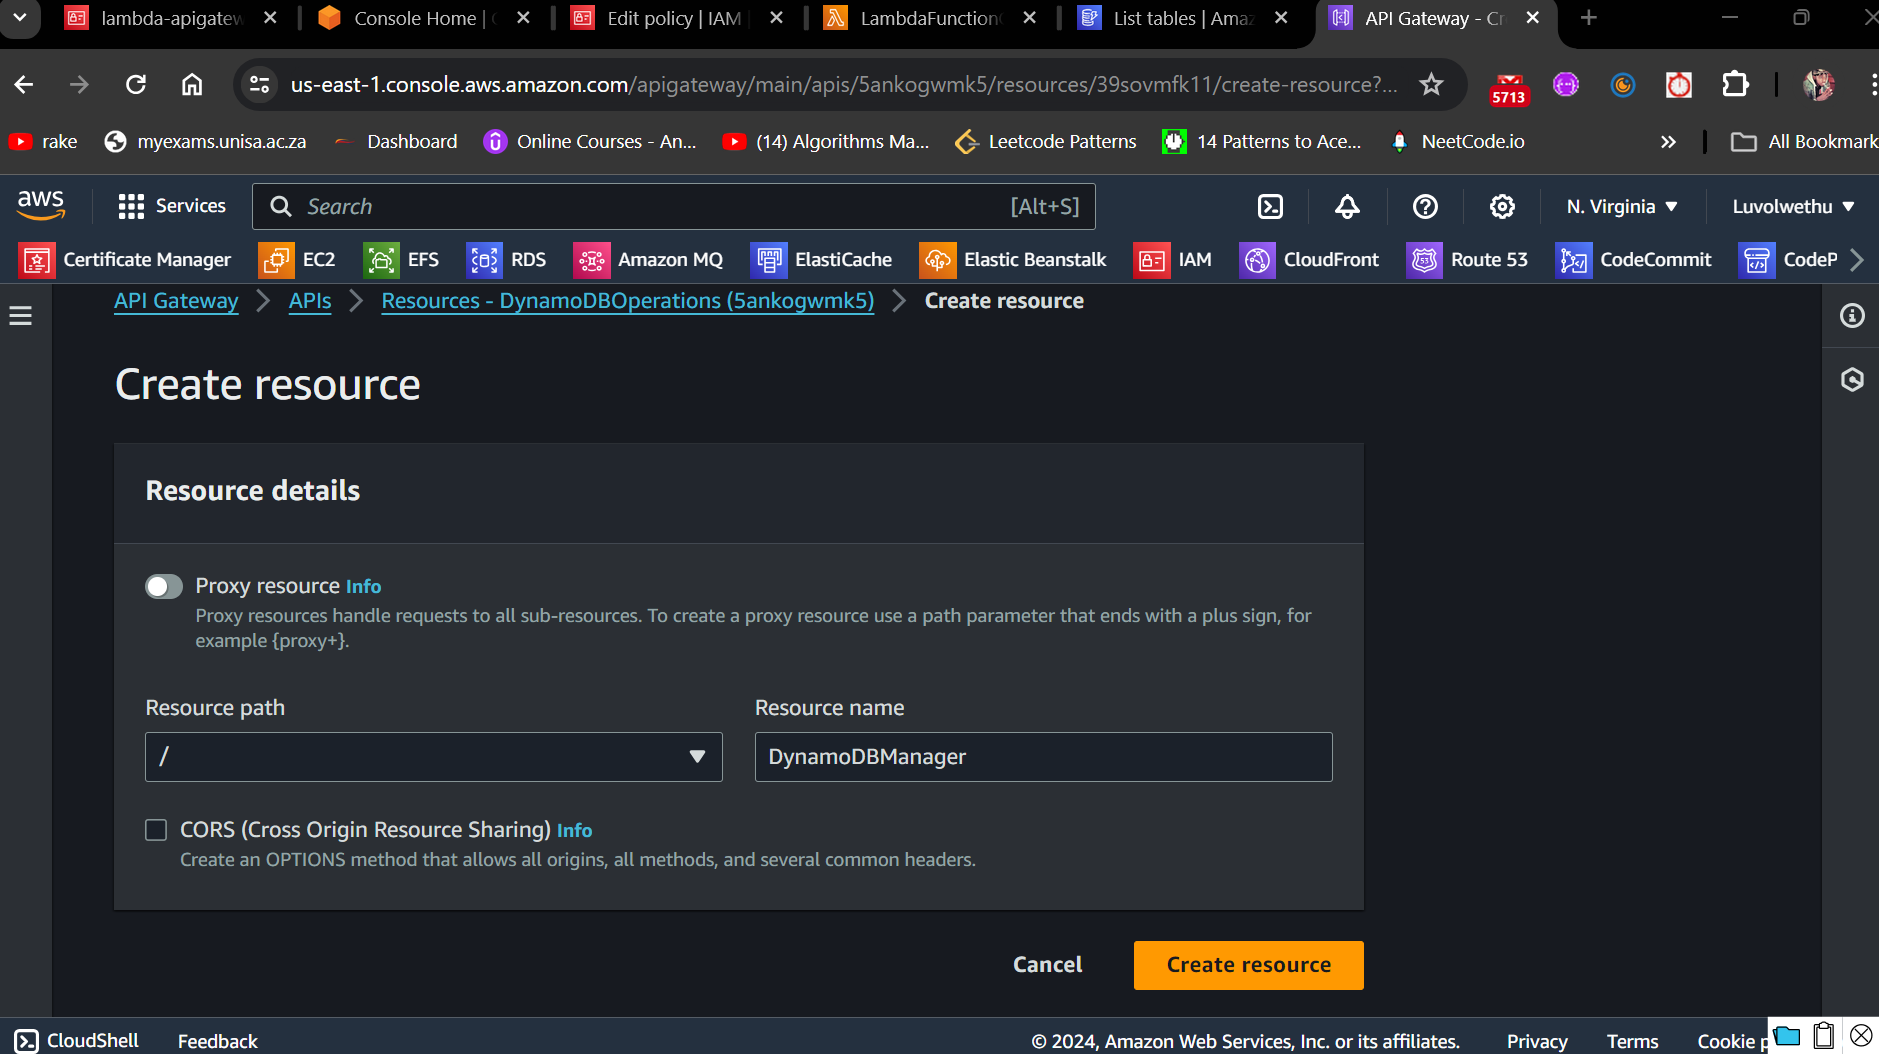 lambda-apigatew
Console Home |
Edit policy | IAM
LambdaFunction
List tables | Amaz
API Gateway - Cr
us-east-1.console.aws.amazon.com/apigateway/main/apis/5ankogwmk5/resources/39sovmfk11/create-resource?...
5713
rake
myexams.unisa.ac.za
Dashboard
Online Courses - An...
(14) Algorithms Ma...
Leetcode Patterns
14 Patterns to Ace...
NeetCode.io
»
All Bookmark
aws
Services
Search
[Alt+S]
N. Virginia
Luvolwethu
Certificate Manager
EC2
EFS
RDS
Amazon MQ
ElastiCache
Elastic Beanstalk
IAM
CloudFront
Route 53
CodeCommit
CodeP
API Gateway
APIs
Resources - DynamoDBOperations (5ankogwmk5)
Create resource
Create resource
Resource details
Proxy resource Info
Proxy resources handle requests to all sub-resources. To create a proxy resource use a path parameter that ends with a plus sign, for
example {proxy+}.
Resource path
Resource name
/
DynamoDBManager
CORS (Cross Origin Resource Sharing) Info
Create an OPTIONS method that allows all origins, all methods, and several common headers.
Cancel
Create resource
CloudShell
Feedback
© 2024, Amazon Web Services, Inc. or its affiliates.
Privacy
Terms
Cookie p